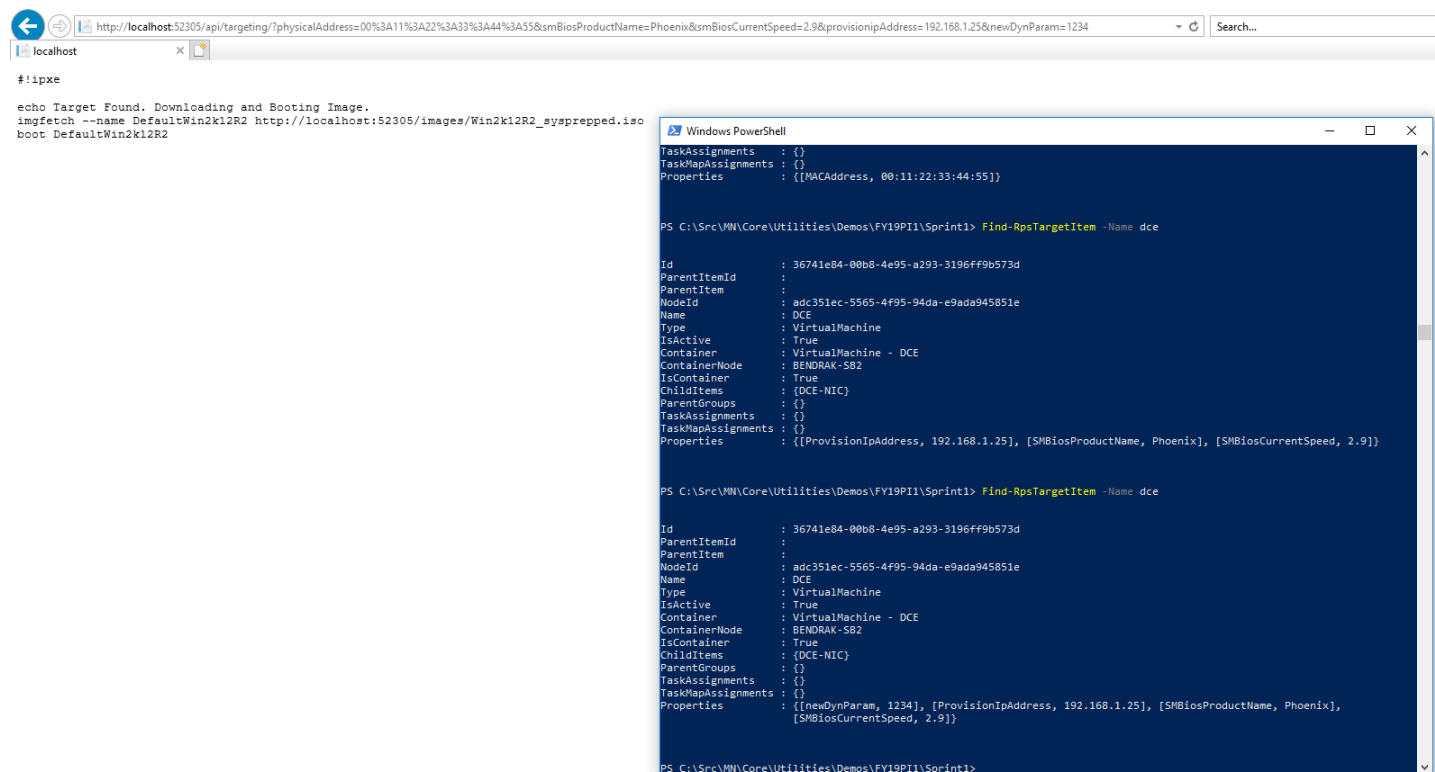 http://localhost:52305/api/targeting/?physicalAddress=00%3A11%3A22%3A33%3A44%3A55&smBiosProductName=Phoenix&smBiosCurrentSpeed=2.9&provisionipAddress=192.168.1.25&newDynParam=1234
Search...
localhost
#!ipxe
echo Target Found. Downloading and Booting Image.
imgfetch --name DefaultWin2k12R2 http://localhost:52305/images/Win2k12R2_sysprepped.iso
boot DefaultWin2k12R2
Windows PowerShell
TaskAssignments : {}
TaskMapAssignments : {}
Properties : {[MACAddress, 00:11:22:33:44:55]}
PS C:\Src\MN\Core\Utilities\Demos\FY19PI1\Sprint1> Find-RpsTargetItem -Name dce
Id : 36741e84-00b8-4e95-a293-3196ff9b573d
ParentItemId :
ParentItem :
NodeId : adc351ec-5565-4f95-94da-e9ada945851e
Name : DCE
Type : VirtualMachine
IsActive : True
Container : VirtualMachine - DCE
ContainerNode : BENDRAK-SB2
IsContainer : True
ChildItems : {DCE-NIC}
ParentGroups : {}
TaskAssignments : {}
TaskMapAssignments : {}
Properties : {[ProvisionIpAddress, 192.168.1.25], [SMBiosProductName, Phoenix], [SMBiosCurrentSpeed, 2.9]}
PS C:\Src\MN\Core\Utilities\Demos\FY19PI1\Sprint1> Find-RpsTargetItem -Name dce
Id : 36741e84-00b8-4e95-a293-3196ff9b573d
ParentItemId :
ParentItem :
NodeId : adc351ec-5565-4f95-94da-e9ada945851e
Name : DCE
Type : VirtualMachine
IsActive : True
Container : VirtualMachine - DCE
ContainerNode : BENDRAK-SB2
IsContainer : True
ChildItems : {DCE-NIC}
ParentGroups : {}
TaskAssignments : {}
TaskMapAssignments : {}
Properties : {[newDynParam, 1234], [ProvisionIpAddress, 192.168.1.25], [SMBiosProductName, Phoenix],
[SMBiosCurrentSpeed, 2.9]}
PS C:\Src\MN\Core\Utilities\Demos\FY19PI1\Sprint1>